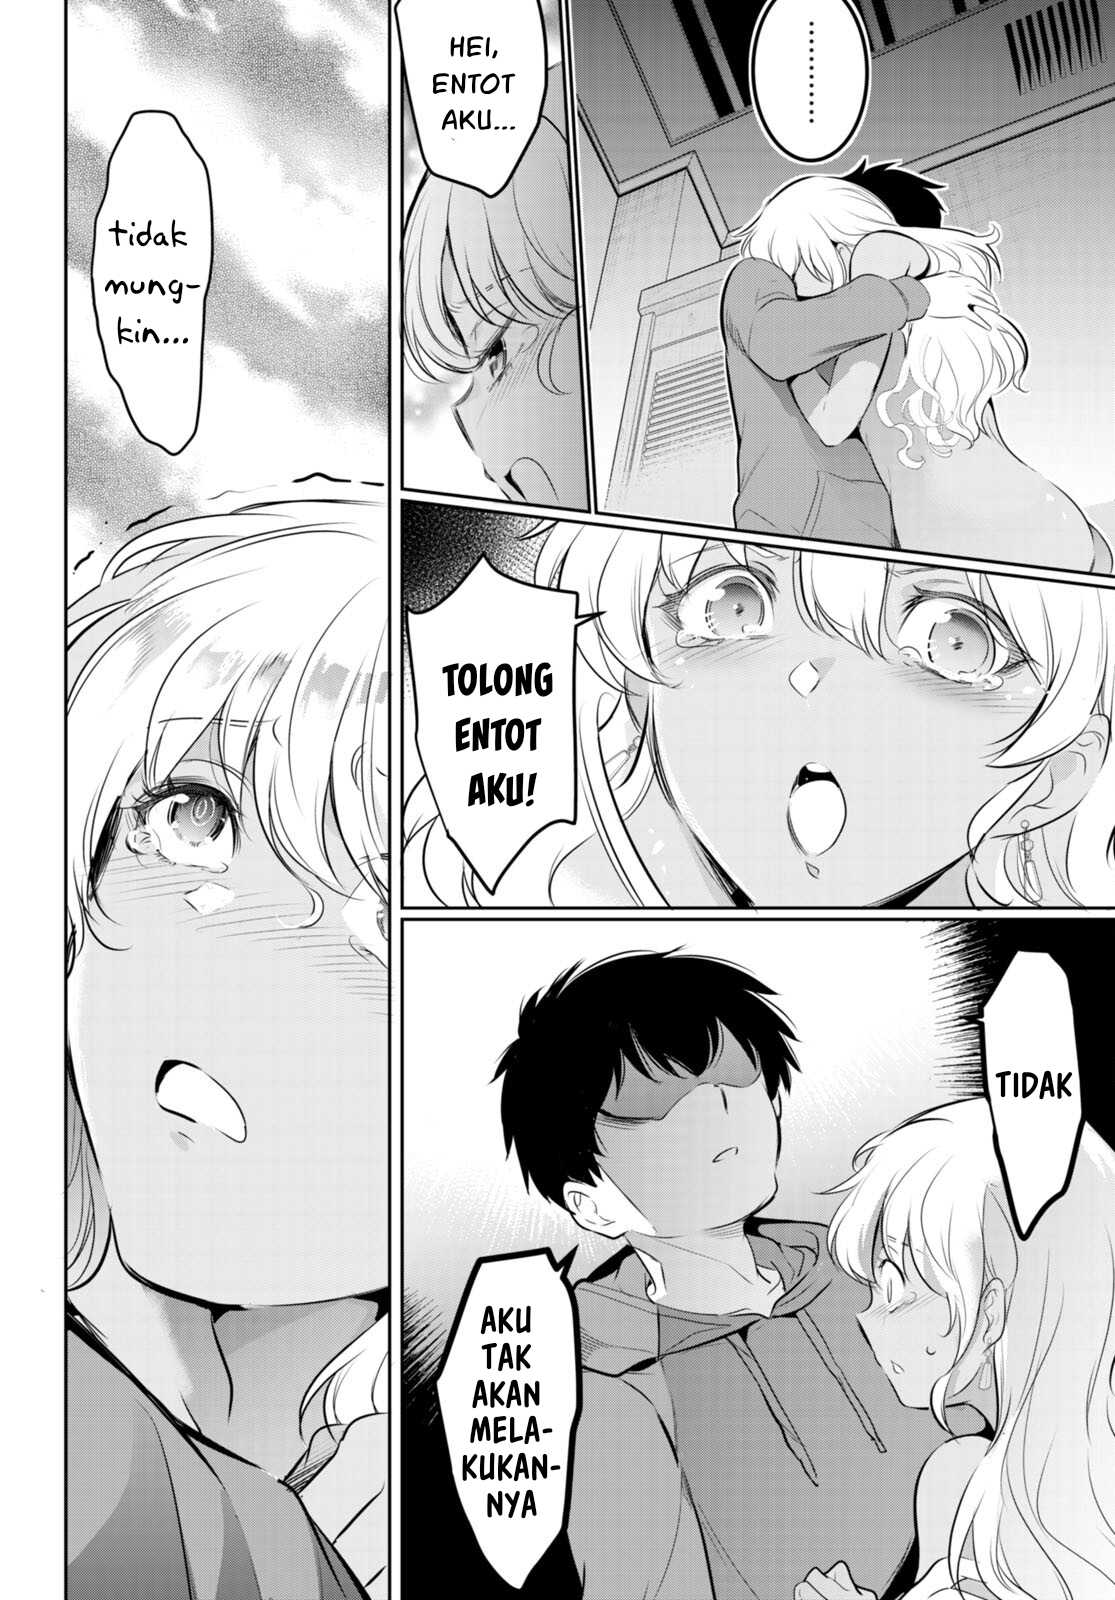 ..........
HEI,
ENTOT
AKU...
TOLONG
ENTOT
AKU!
TIDAK
AKU
TAK
AKAN
MELA-
KUKAN-
NYA
tidak
mung-
kin...